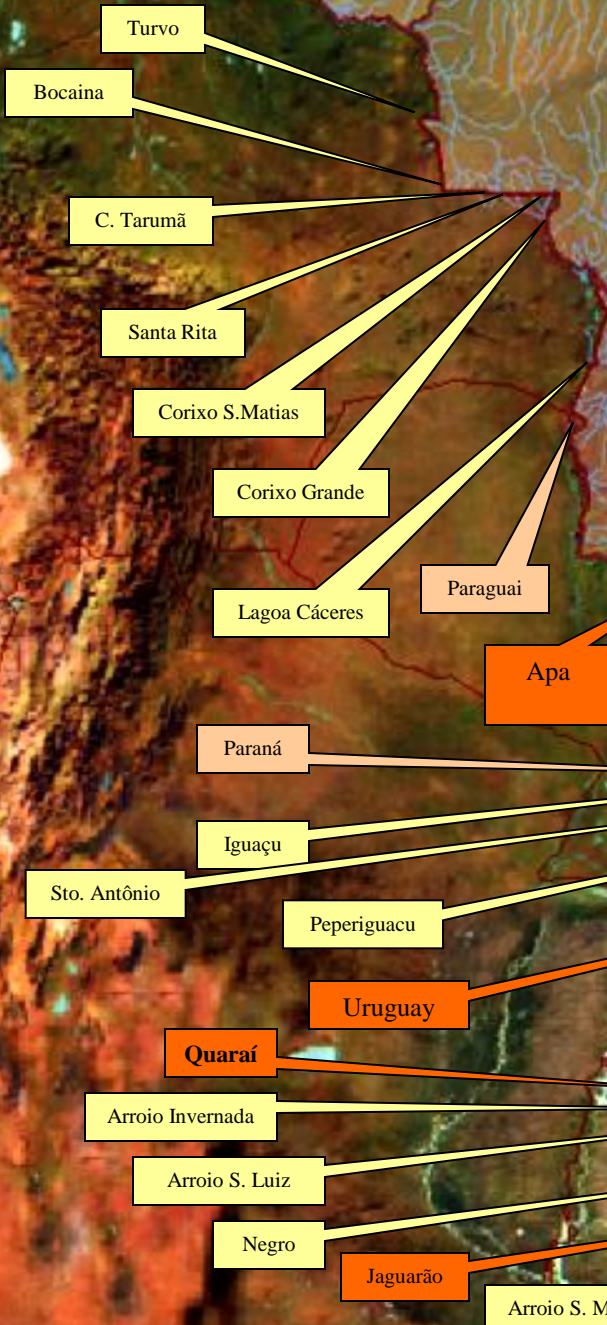 Turvo
Bocaina
C. Tarumã
Santa Rita
Corixo S.Matias
Corixo Grande
Paraguai
Lagoa Cáceres
Apa
Paraná
Iguaçu
Sto. Antônio
Peperiguacu
Uruguay
Quaraí
Arroio Invernada
Arroio S. Luiz
Negro
Jaguarão
Arroio S. M